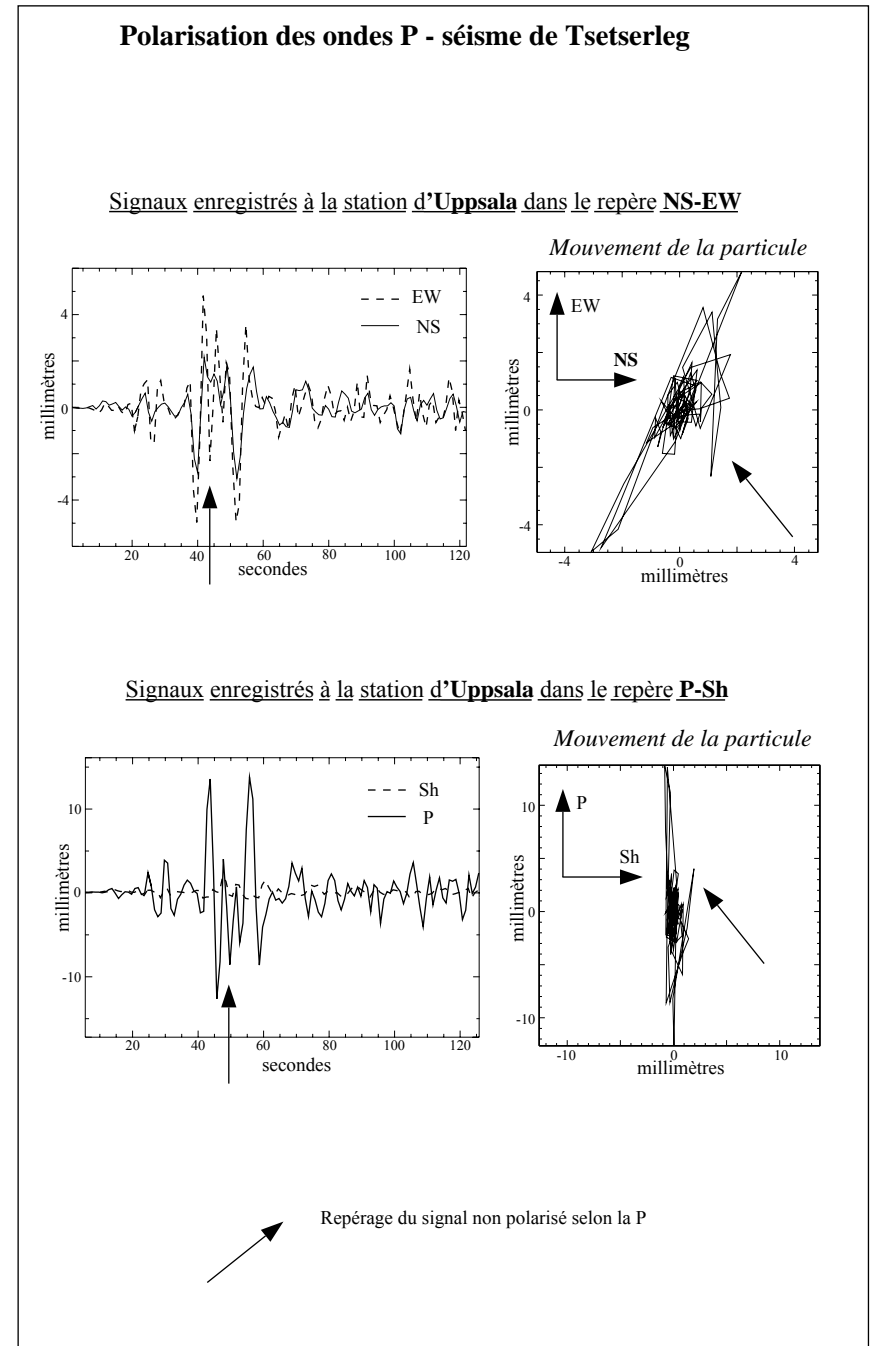 Polarisation des ondes P - séisme de Tsetserleg
Signaux enregistrés à la station d'Uppsala dans le repère NS-EW
Mouvement de la particule
EW
NS
4
0
-4
millimètres
20 40 60 80 100 120
secondes
EW
NS
4
0
-4
millimètres
-4 0 4
millimètres
Signaux enregistrés à la station d'Uppsala dans le repère P-Sh
Mouvement de la particule
Sh
P
10
0
-10
millimètres
20 40 60 80 100 120
secondes
P
Sh
10
0
-10
millimètres
-10 0 10
millimètres
Repérage du signal non polarisé selon la P